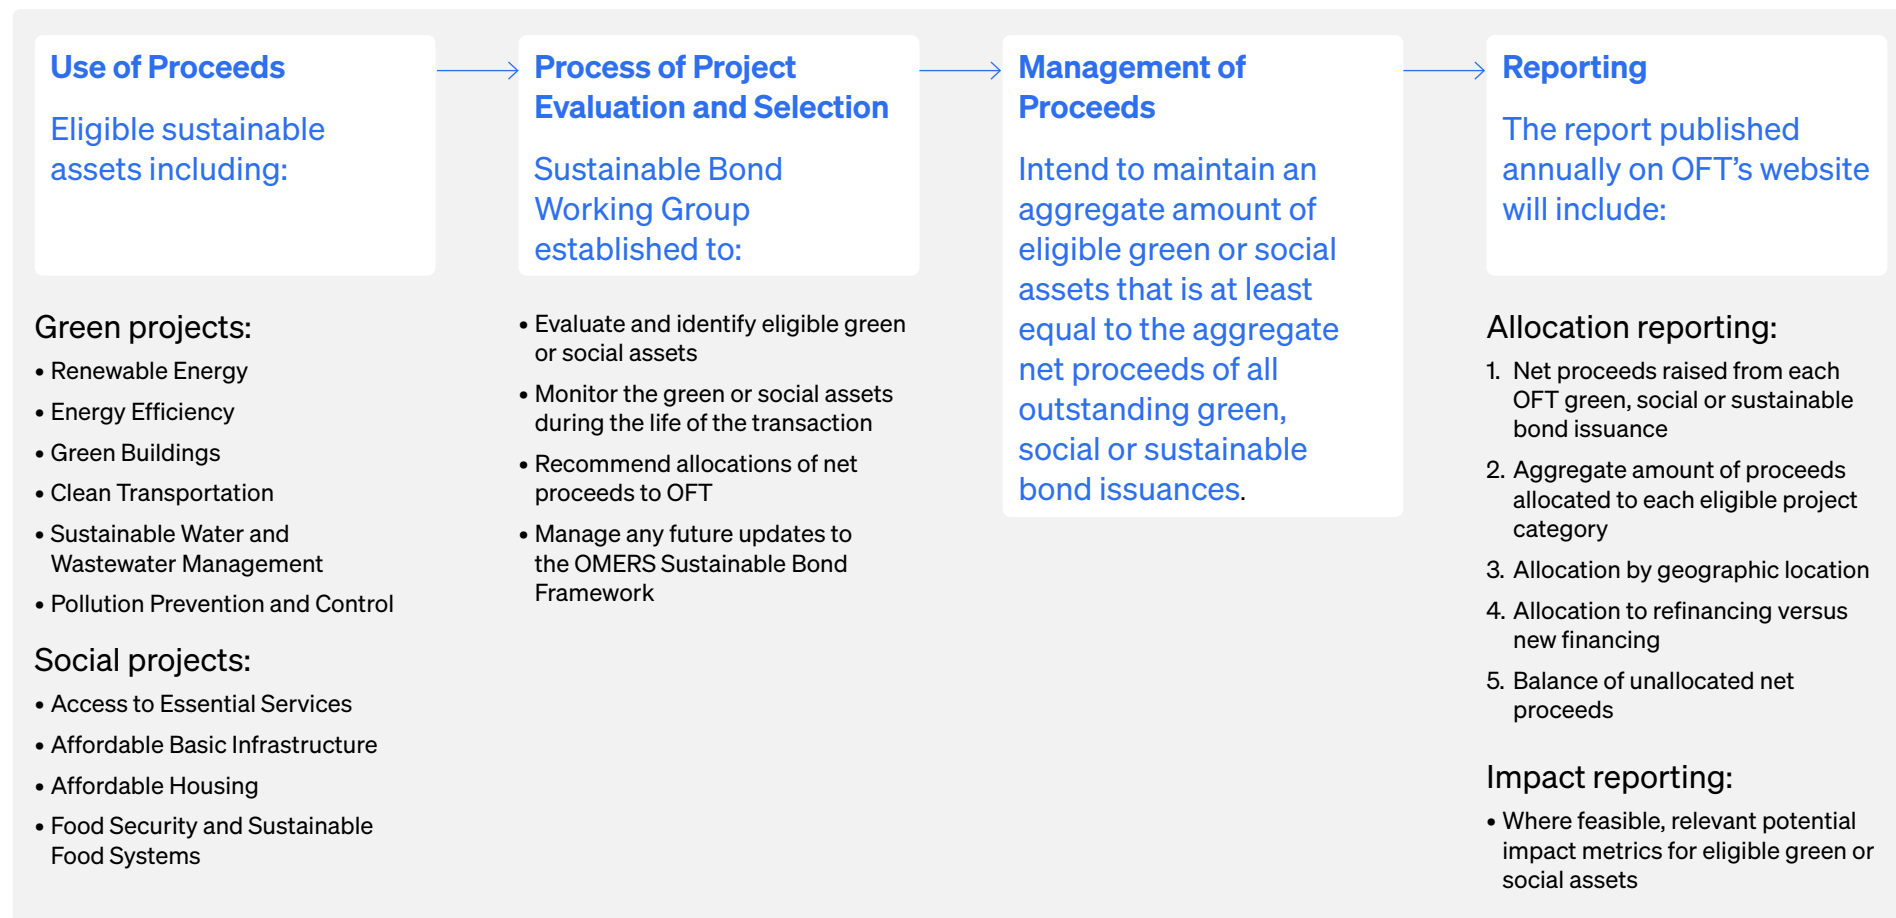 Use of Proceeds
Eligible sustainable
assets including:
Green projects:
• Renewable Energy
• Energy Efficiency
• Green Buildings
• Clean Transportation
• Sustainable Water and
Wastewater Management
• Pollution Prevention and Control
Social projects:
• Access to Essential Services
• Affordable Basic Infrastructure
• Affordable Housing
• Food Security and Sustainable
Food Systems
Process of Project
Evaluation and Selection
Sustainable Bond
Working Group
established to:
• Evaluate and identify eligible green
or social assets
• Monitor the green or social assets
during the life of the transaction
• Recommend allocations of net
proceeds to OFT
• Manage any future updates to
the OMERS Sustainable Bond
Framework
Management of
Proceeds
Intend to maintain an
aggregate amount of
eligible green or social
assets that is at least
equal to the aggregate
net proceeds of all
outstanding green,
social or sustainable
bond issuances.
Reporting
The report published
annually on OFT’s website
will include:
Allocation reporting:
1. Net proceeds raised from each
OFT green, social or sustainable
bond issuance
2. Aggregate amount of proceeds
allocated to each eligible project
category
3. Allocation by geographic location
4. Allocation to refinancing versus
new financing
5. Balance of unallocated net
proceeds
Impact reporting:
• Where feasible, relevant potential
impact metrics for eligible green or
social assets